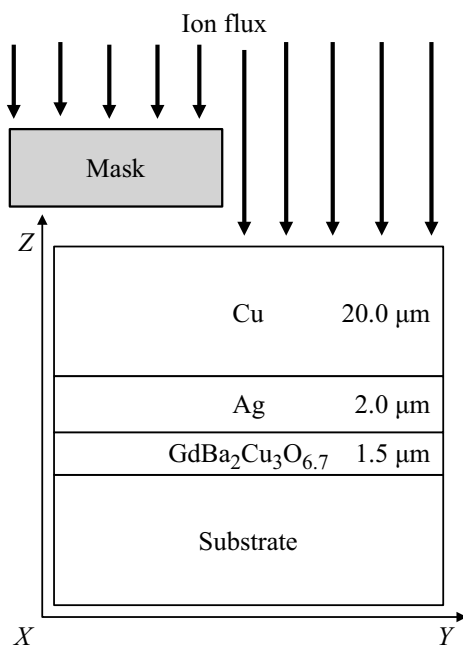 Ion flux
Mask
Z
Cu 20.0 μm
Ag 2.0 μm
GdBa₂Cu₃O₆.₇ 1.5 μm
Substrate
X Y